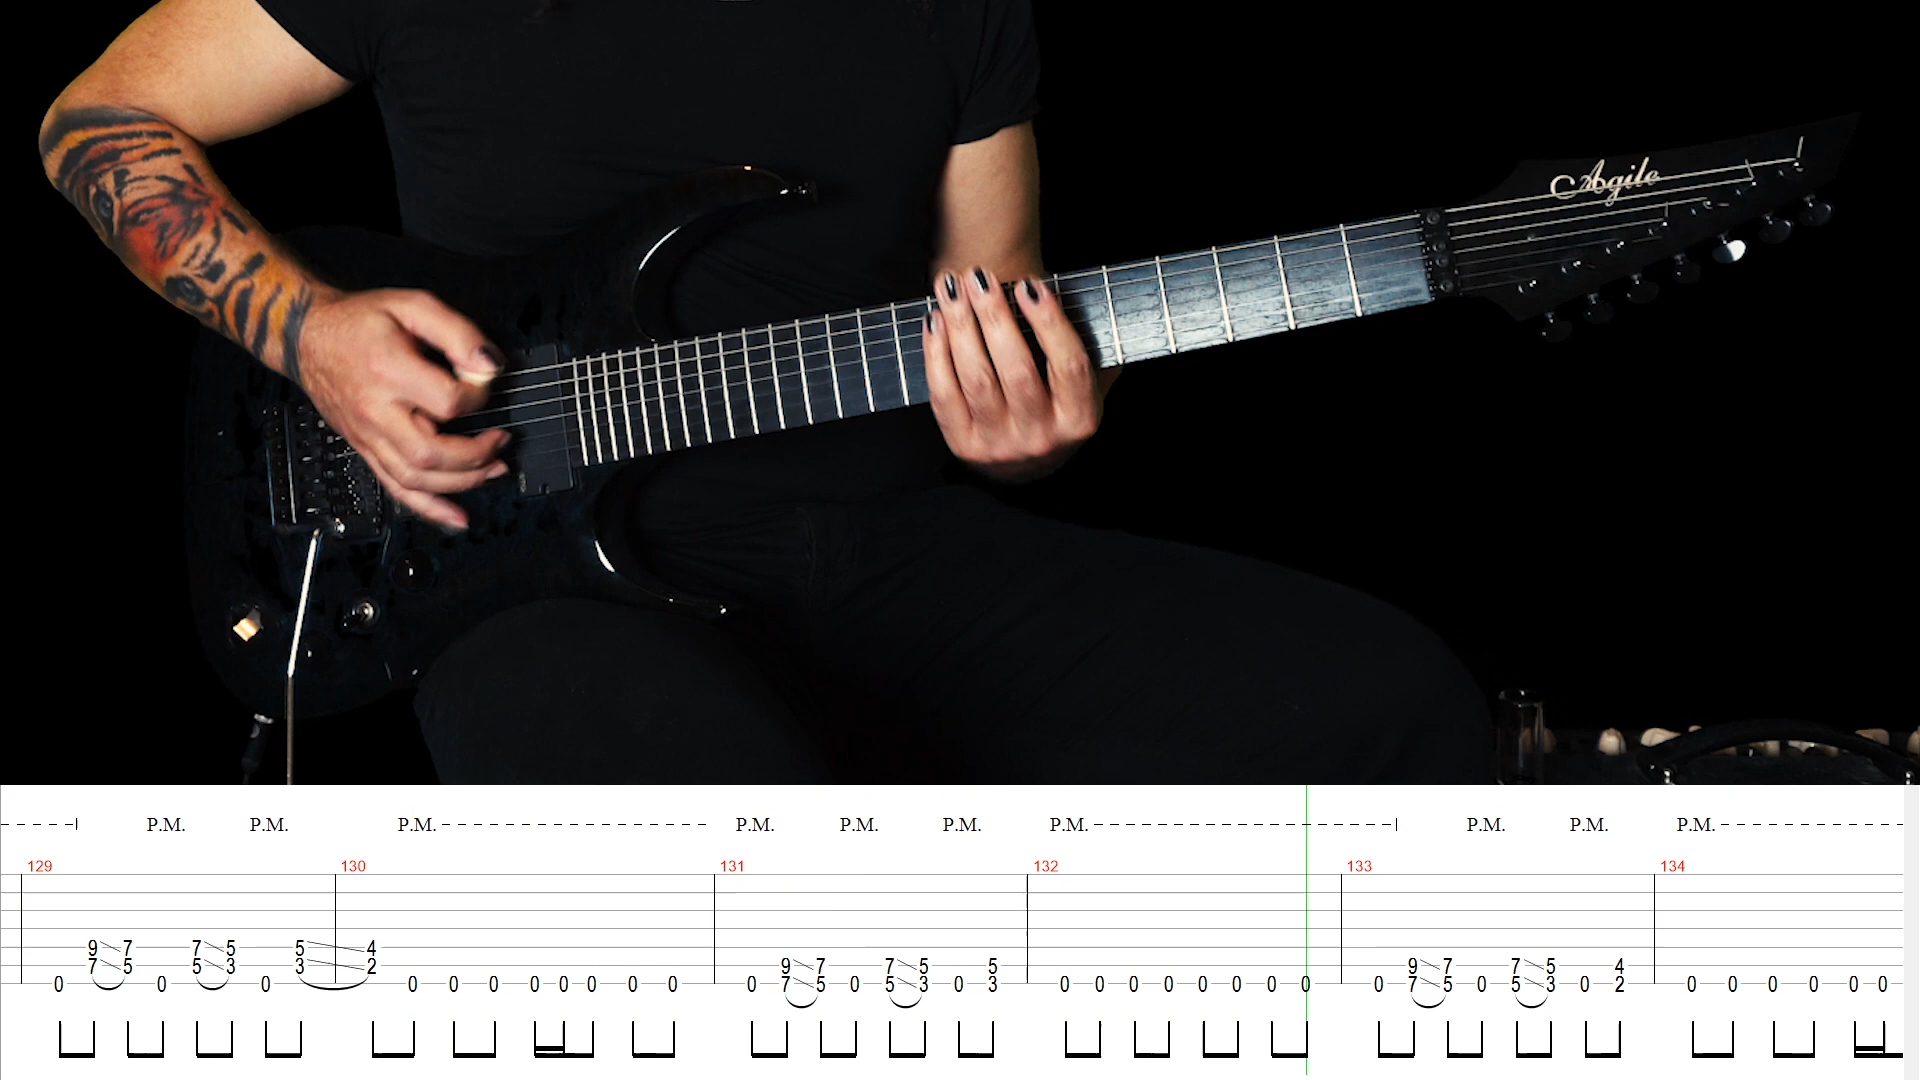 Agile
P.M. P.M. P.M. P.M. P.M. P.M. P.M. P.M. P.M. P.M.
129 130 131 132 133 134
9 7 7 5 5 4
7 5 5 3 3 2 9 7 7 5 5 9 7 7 5 4
0 0 0 0 0 0 0 0 0 0 0 0 7 5 0 5 3 0 3 0 0 0 0 0 0 0 0 0 7 5 0 5 3 0 2 0 0 0 0 0 0